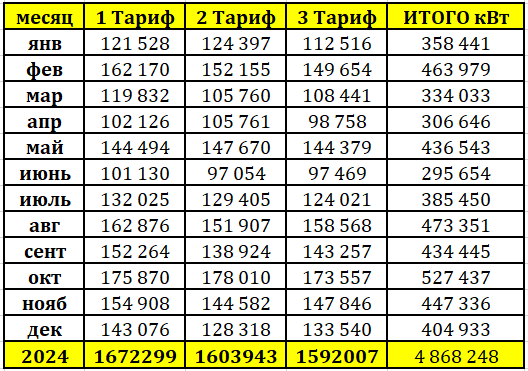 месяц 1 Тариф 2 Тариф 3 Тариф ИТОГО кВт
янв 121 528 124 397 112 516 358 441
фев 162 170 152 155 149 654 463 979
мар 119 832 105 760 108 441 334 033
апр 102 126 105 761 98 758 306 646
май 144 494 147 670 144 379 436 543
июнь 101 130 97 054 97 469 295 654
июль 132 025 129 405 124 021 385 450
авг 162 876 151 907 158 568 473 351
сент 152 264 138 924 143 257 434 445
окт 175 870 178 010 173 557 527 437
нояб 154 908 144 582 147 846 447 336
дек 143 076 128 318 133 540 404 933
2024 1672299 1603943 1592007 4 868 248